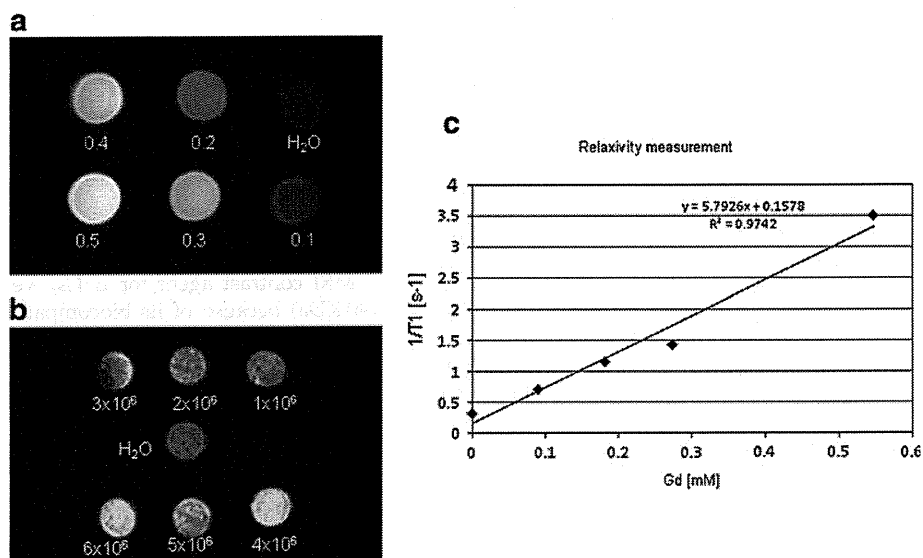 a
0.4 0.2 H₂O
0.5 0.3 0.1
b
3x10⁶ 2x10⁶ 1x10⁶
H₂O
6x10⁶ 5x10⁶ 4x10⁶
c
Relaxivity measurement
y = 5.7926x + 0.1578
R² = 0.9742
4
3.5
3
2.5
2
1.5
1
0.5
0
1/T1 [s-1]
0 0.1 0.2 0.3 0.4 0.5 0.6
Gd [mM]